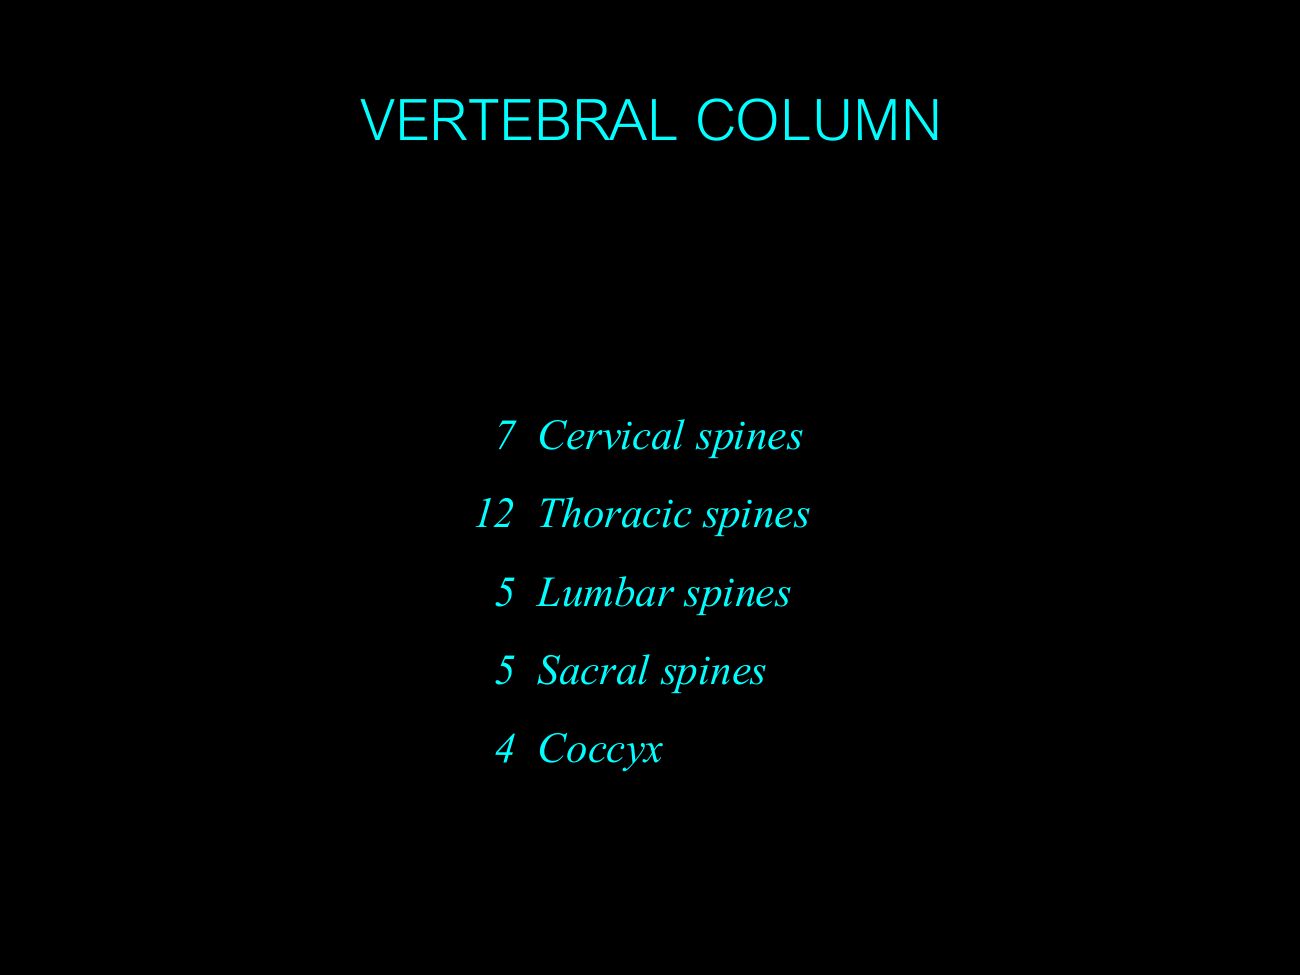 VERTEBRAL COLUMN
7 Cervical spines
12 Thoracic spines
5 Lumbar spines
5 Sacral spines
4 Coccyx